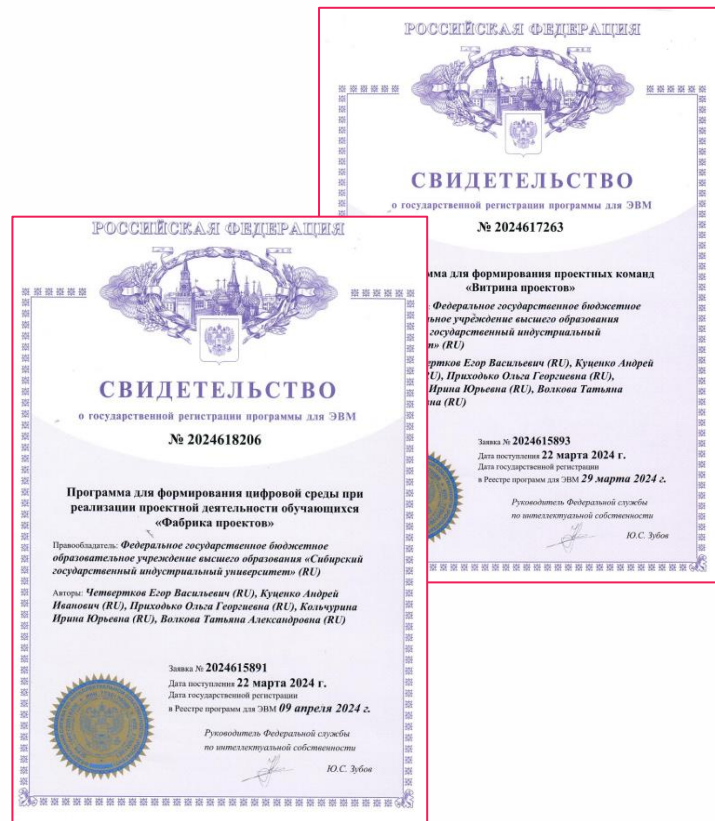 РОССИЙСКАЯ ФЕДЕРАЦИЯ
СВИДЕТЕЛЬСТВО
о государственной регистрации программы для ЭВМ
№ 2024617263
мма для формирования проектных команд
«Витрина проектов»
Федеральное государственное бюджетное
ьное учреждение высшего образования
государственный индустриальный
т» (RU)
вертков Егор Васильевич (RU), Куценко Андрей
RU), Приходько Ольга Георгиевна (RU),
Ирина Юрьевна (RU), Волкова Татьяна
на (RU)
Заявка № 2024615893
Дата поступления 22 марта 2024 г.
Дата государственной регистрации
в Реестре программ для ЭВМ 29 марта 2024 г.
Руководитель Федеральной службы
по интеллектуальной собственности
Ю.С. Зубов
РОССИЙСКАЯ ФЕДЕРАЦИЯ
СВИДЕТЕЛЬСТВО
о государственной регистрации программы для ЭВМ
№ 2024618206
Программа для формирования цифровой среды при
реализации проектной деятельности обучающихся
«Фабрика проектов»
Правообладатель: Федеральное государственное бюджетное
образовательное учреждение высшего образования «Сибирский
государственный индустриальный университет» (RU)
Авторы: Четвертков Егор Васильевич (RU), Куценко Андрей
Иванович (RU), Приходько Ольга Георгиевна (RU), Кольчурина
Ирина Юрьевна (RU), Волкова Татьяна Александровна (RU)
Заявка № 2024615891
Дата поступления 22 марта 2024 г.
Дата государственной регистрации
в Реестре программ для ЭВМ 09 апреля 2024 г.
Руководитель Федеральной службы
по интеллектуальной собственности
Ю.С. Зубов